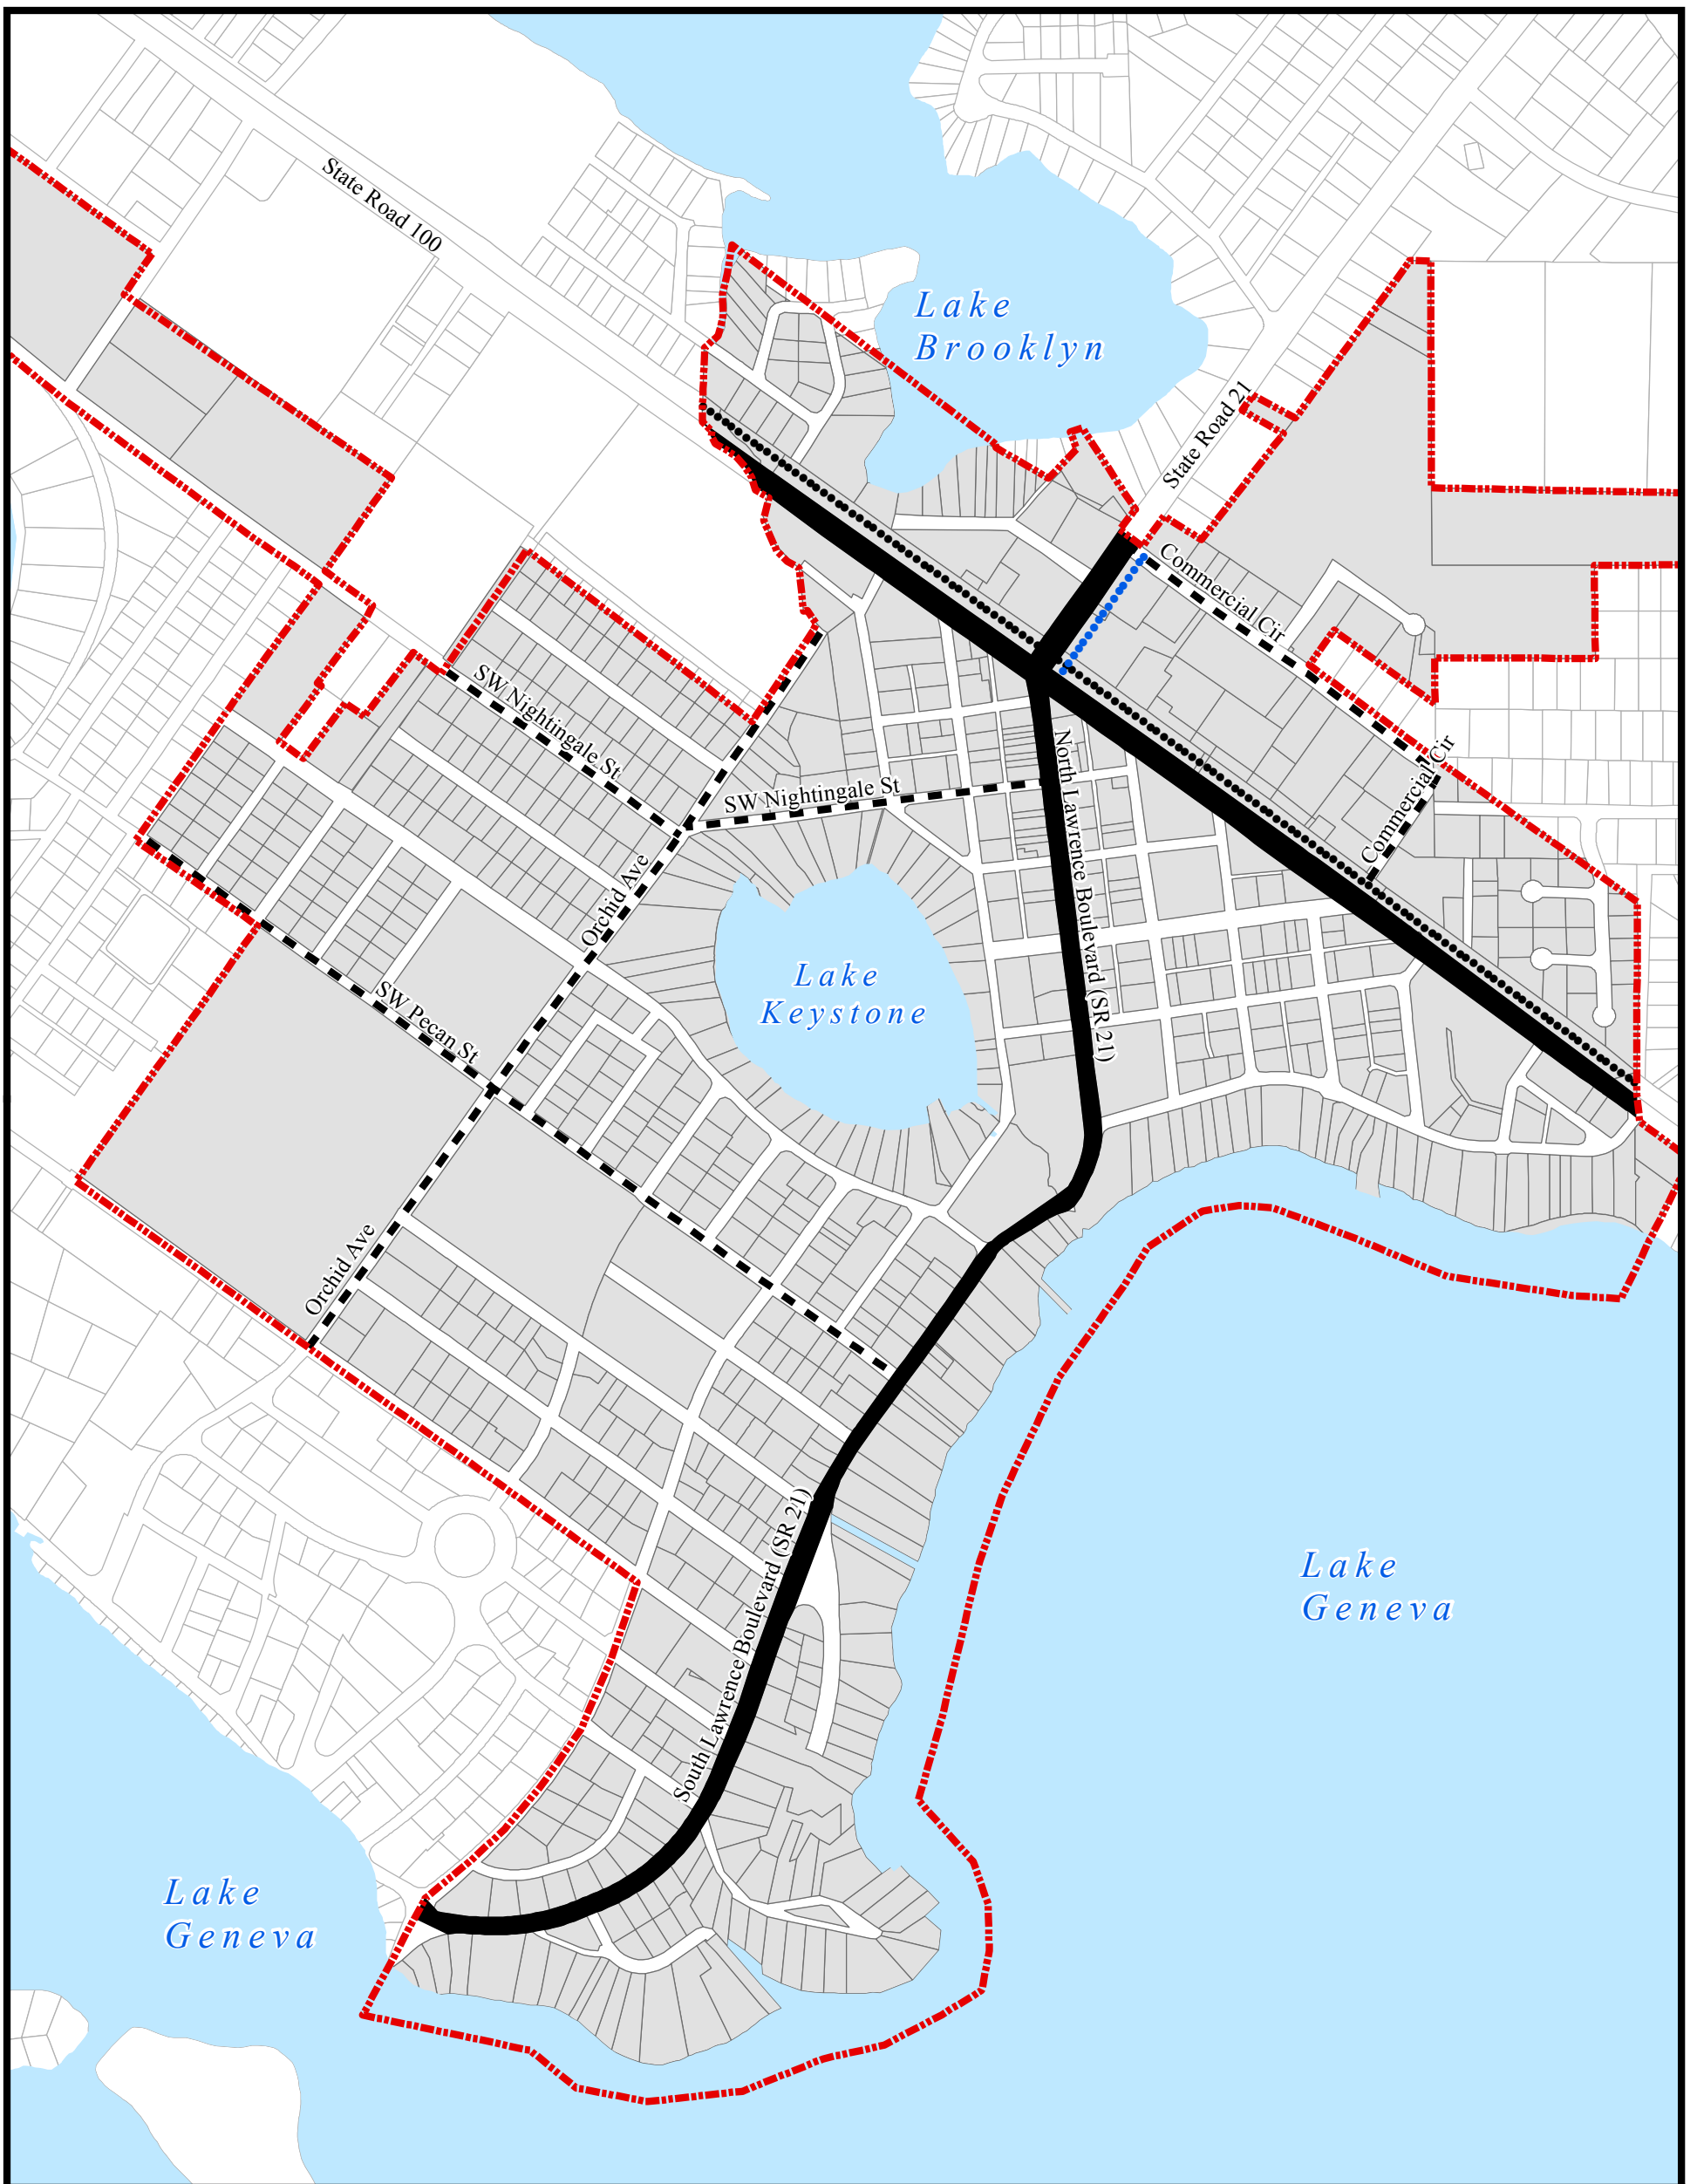 State Road 100
Lake
Brooklyn
State Road 21
Commercial Cir
SW Nightingale St
SW Nightingale St
North Lawrence Boulevard (SR 21)
Commercial Cir
Orchid Ave
Lake
Keystone
SW Pecan St
Orchid Ave
South Lawrence Boulevard (SR 21)
Lake
Geneva
Lake
Geneva